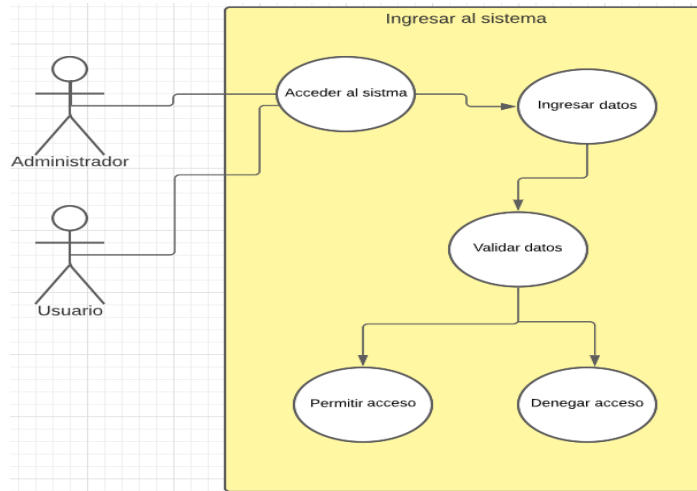 Ingresar al sistema
Acceder al sistma
Ingresar datos
Administrador
Validar datos
Usuario
Permitir acceso
Denegar acceso